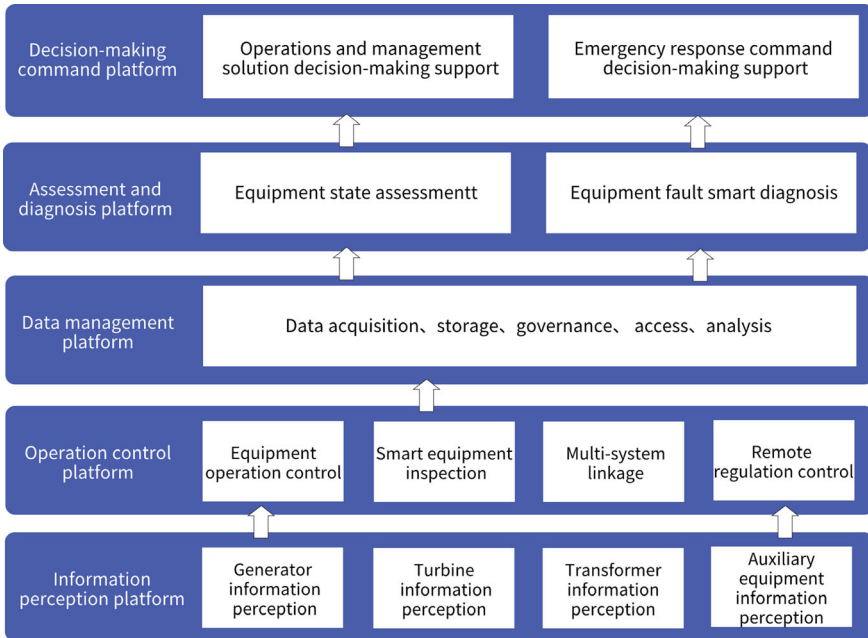 Decision-making
command platform
Operations and management
solution decision-making support
Emergency response command
decision-making support
Assessment and
diagnosis platform
Equipment state assessmentt
Equipment fault smart diagnosis
Data management
platform
Data acquisition、storage、governance、 access、analysis
Operation control
platform
Equipment
operation control
Smart equipment
inspection
Multi-system
linkage
Remote
regulation control
Information
perception platform
Generator
information
perception
Turbine
information
perception
Transformer
information
perception
Auxiliary
equipment
information
perception